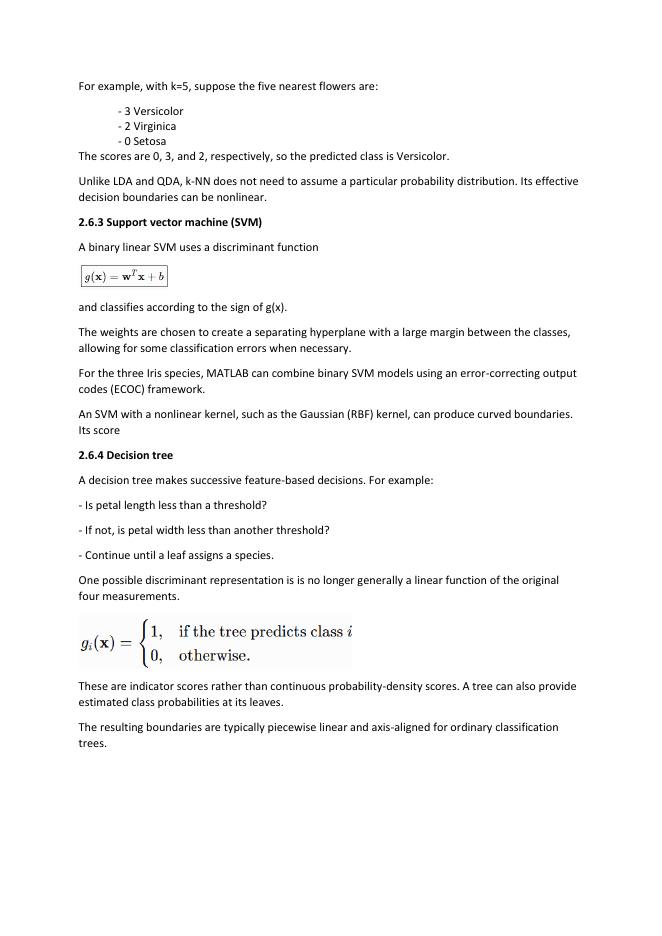 For example, with k=5, suppose the five nearest flowers are:
- 3 Versicolor
- 2 Virginica
- 0 Setosa
The scores are 0, 3, and 2, respectively, so the predicted class is Versicolor.
Unlike LDA and QDA, k-NN does not need to assume a particular probability distribution. Its effective
decision boundaries can be nonlinear.
2.6.3 Support vector machine (SVM)
A binary linear SVM uses a discriminant function
g(𝐱) = 𝐰ᵀ𝐱 + b
and classifies according to the sign of g(x).
The weights are chosen to create a separating hyperplane with a large margin between the classes,
allowing for some classification errors when necessary.
For the three Iris species, MATLAB can combine binary SVM models using an error-correcting output
codes (ECOC) framework.
An SVM with a nonlinear kernel, such as the Gaussian (RBF) kernel, can produce curved boundaries.
Its score
2.6.4 Decision tree
A decision tree makes successive feature-based decisions. For example:
- Is petal length less than a threshold?
- If not, is petal width less than another threshold?
- Continue until a leaf assigns a species.
One possible discriminant representation is is no longer generally a linear function of the original
four measurements.
gᵢ(𝐱) = { 1, if the tree predicts class i
0, otherwise.
These are indicator scores rather than continuous probability-density scores. A tree can also provide
estimated class probabilities at its leaves.
The resulting boundaries are typically piecewise linear and axis-aligned for ordinary classification
trees.